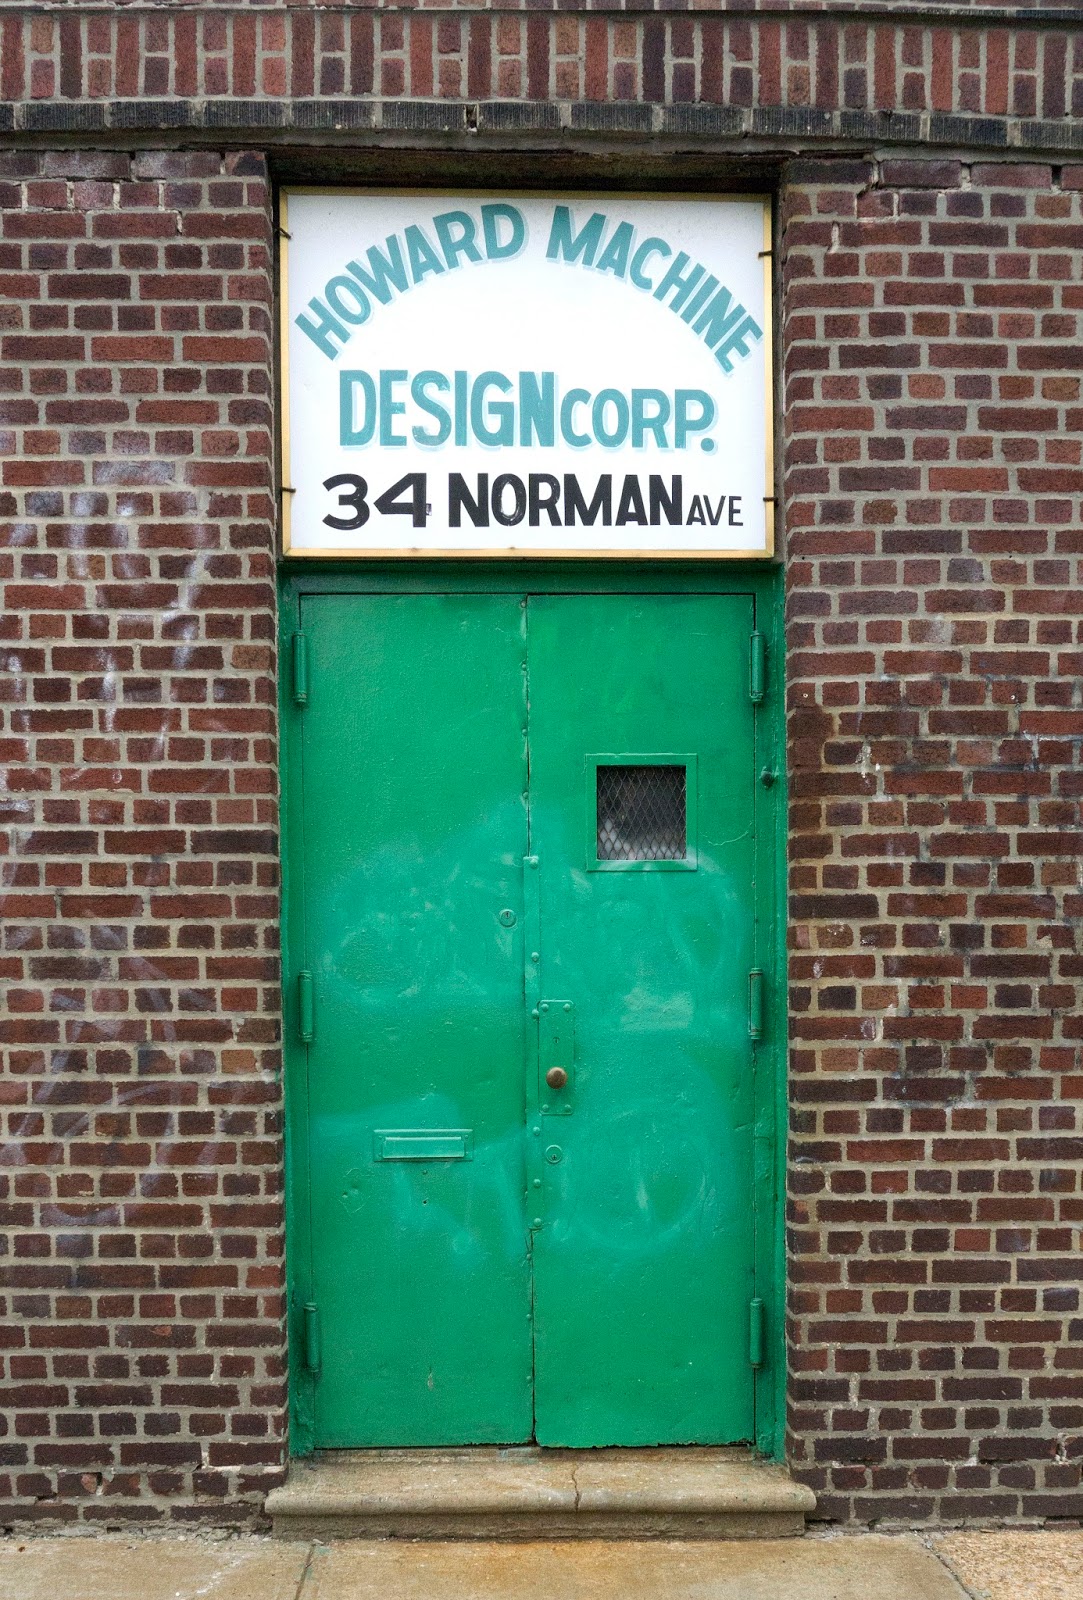 HOWARD MACHINE
DESIGN CORP.
34 NORMAN AVE